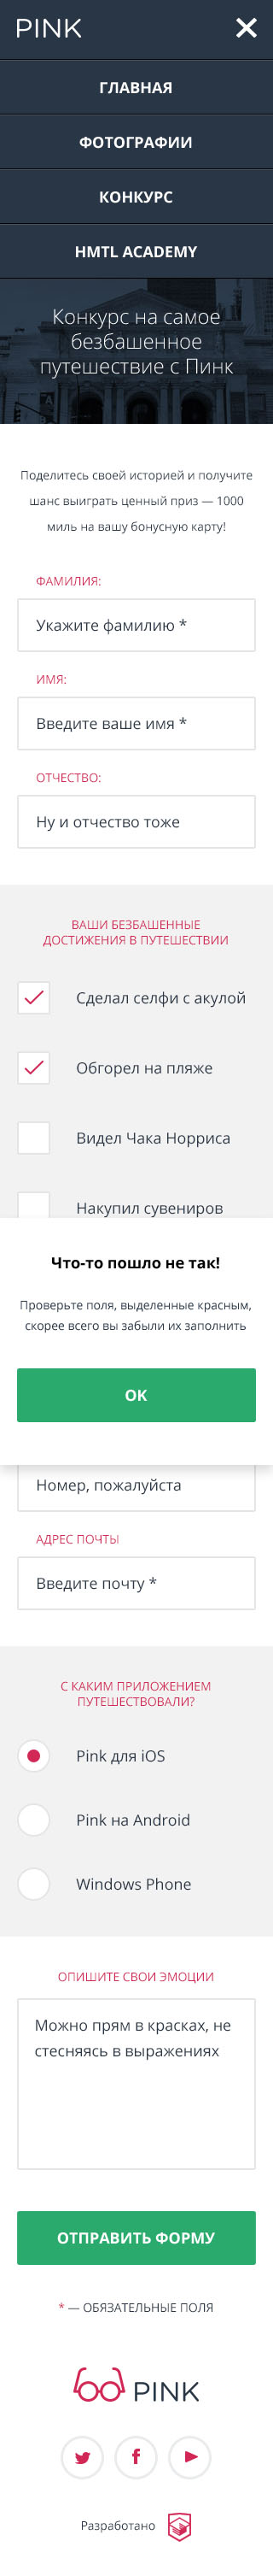 PINK
ГЛАВНАЯ
ФОТОГРАФИИ
КОНКУРС
HMTL ACADEMY
Конкурс на самое
безбашенное
путешествие с Пинк
Поделитесь своей историей и получите
шанс выиграть ценный приз — 1000
миль на вашу бонусную карту!
ФАМИЛИЯ:
Укажите фамилию *
ИМЯ:
Введите ваше имя *
ОТЧЕСТВО:
Ну и отчество тоже
ВАШИ БЕЗБАШЕННЫЕ
ДОСТИЖЕНИЯ В ПУТЕШЕСТВИИ
Сделал селфи с акулой
Обгорел на пляже
Видел Чака Норриса
Накупил сувениров
Что-то пошло не так!
Проверьте поля, выделенные красным,
скорее всего вы забыли их заполнить
ОК
Номер, пожалуйста
АДРЕС ПОЧТЫ
Введите почту *
С КАКИМ ПРИЛОЖЕНИЕМ
ПУТЕШЕСТВОВАЛИ?
Pink для iOS
Pink на Android
Windows Phone
ОПИШИТЕ СВОИ ЭМОЦИИ
Можно прям в красках, не
стесняясь в выражениях
ОТПРАВИТЬ ФОРМУ
* — ОБЯЗАТЕЛЬНЫЕ ПОЛЯ
PINK
Разработано